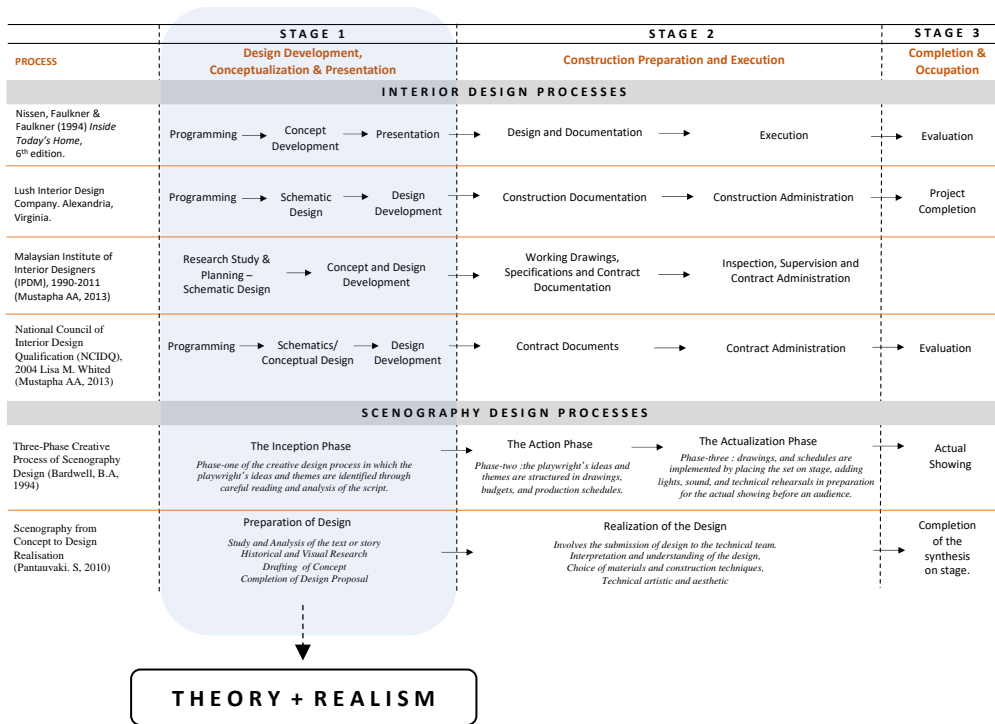 STAGE 1
STAGE 2
STAGE 3
PROCESS
Design Development,
Conceptualization & Presentation
Construction Preparation and Execution
Completion &
Occupation
INTERIOR DESIGN PROCESSES
Nissen, Faulkner &
Faulkner (1994) Inside
Today's Home,
6th edition.
Programming
Concept
Development
Presentation
Design and Documentation
Execution
Evaluation
Lush Interior Design
Company. Alexandria,
Virginia.
Programming
Schematic
Design
Design
Development
Construction Documentation
Construction Administration
Project
Completion
Malaysian Institute of
Interior Designers
(IPDM), 1990-2011
(Mustapha AA, 2013)
Research Study &
Planning –
Schematic Design
Concept and Design
Development
Working Drawings,
Specifications and Contract
Documentation
Inspection, Supervision and
Contract Administration
National Council of
Interior Design
Qualification (NCIDQ),
2004 Lisa M. Whited
(Mustapha AA, 2013)
Programming
Schematics/
Conceptual Design
Design
Development
Contract Documents
Contract Administration
Evaluation
SCENOGRAPHY DESIGN PROCESSES
Three-Phase Creative
Process of Scenography
Design (Bardwell, B.A,
1994)
The Inception Phase
Phase-one of the creative design process in which the
playwright's ideas and themes are identified through
careful reading and analysis of the script.
The Action Phase
Phase-two :the playwright's ideas and
themes are structured in drawings,
budgets, and production schedules.
The Actualization Phase
Phase-three : drawings, and schedules are
implemented by placing the set on stage, adding
lights, sound, and technical rehearsals in preparation
for the actual showing before an audience.
Actual
Showing
Scenography from
Concept to Design
Realisation
(Pantauvaki. S, 2010)
Preparation of Design
Study and Analysis of the text or story
Historical and Visual Research
Drafting of Concept
Completion of Design Proposal
Realization of the Design
Involves the submission of design to the technical team.
Interpretation and understanding of the design,
Choice of materials and construction techniques,
Technical artistic and aesthetic
Completion
of the
synthesis
on stage.
THEORY + REALISM